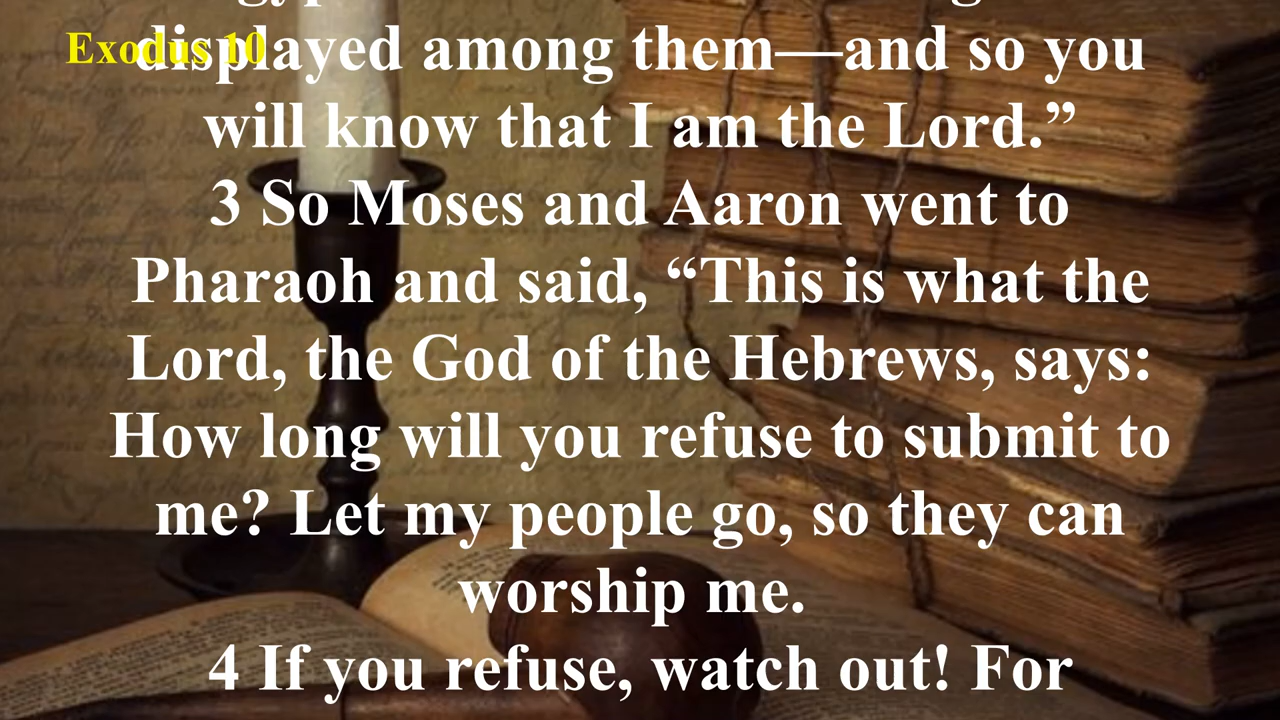 Exodus 10
displayed among them—and so you
will know that I am the Lord.”
3 So Moses and Aaron went to
Pharaoh and said, “This is what the
Lord, the God of the Hebrews, says:
How long will you refuse to submit to
me? Let my people go, so they can
worship me.
4 If you refuse, watch out! For